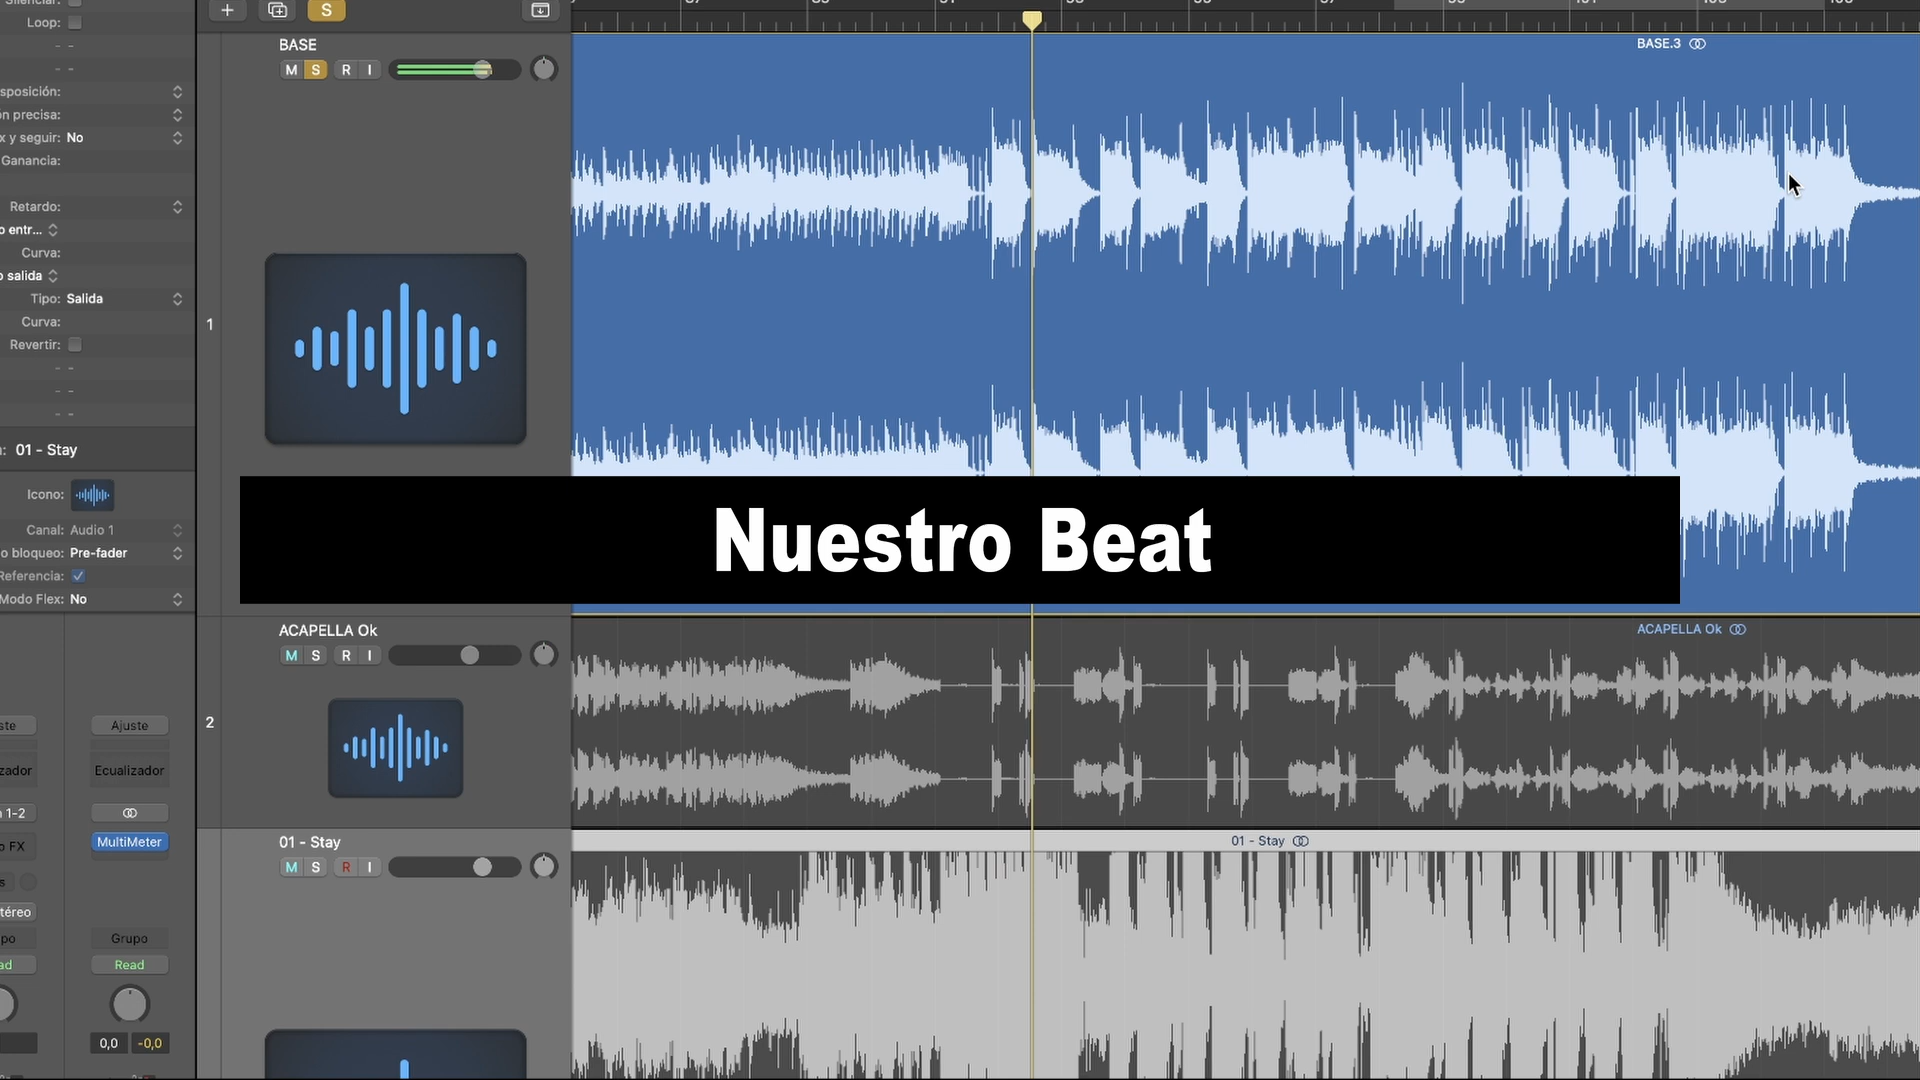 Loop:
- -
- -
sposición:
ón precisa:
x y seguir: No
Ganancia:
Retardo:
o entr...
Curva:
o salida
Tipo: Salida
Curva:
Revertir:
- -
- -
- -
01 - Stay
Icono:
Canal: Audio 1
o bloqueo: Pre-fader
Referencia:
Modo Flex: No
ste
Ajuste
zador
Ecualizador
1-2
o FX
MultiMeter
s
téreo
po
Grupo
ad
Read
0,0
-0,0
+
S
BASE
M S R I
1
BASE.3
Nuestro Beat
ACAPELLA Ok
M S R I
2
ACAPELLA Ok
01 - Stay
M S R I
01 - Stay